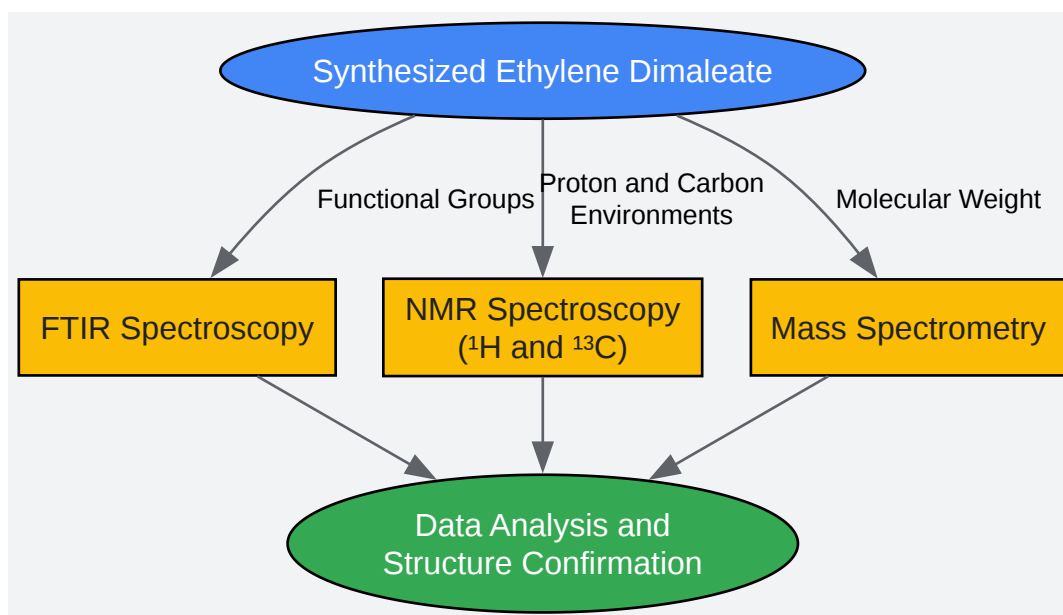 Synthesized Ethylene Dimaleate
Functional Groups
Proton and Carbon
Environments
Molecular Weight
FTIR Spectroscopy
NMR Spectroscopy
(¹H and ¹³C)
Mass Spectrometry
Data Analysis and
Structure Confirmation